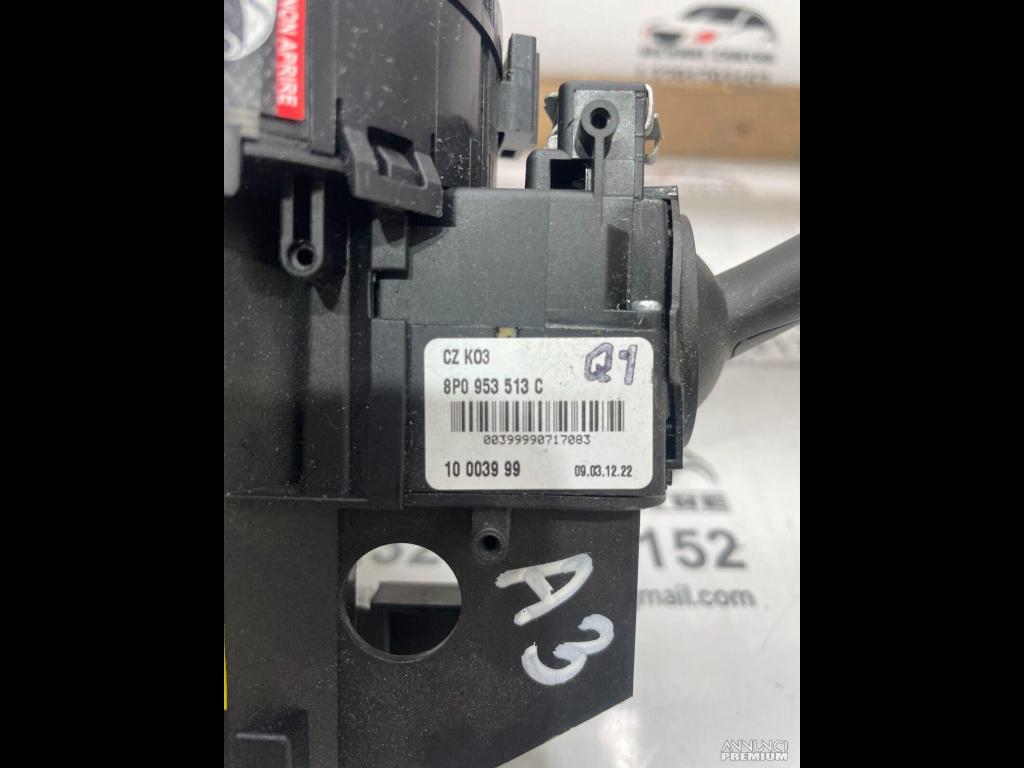 NON APRIRE
CZ K03
Q1
8P0 953 513 C
00399990717083
10 0039 99
09.03.12.22
152
mail.com
A3
ANNUNCI
PREMIUM